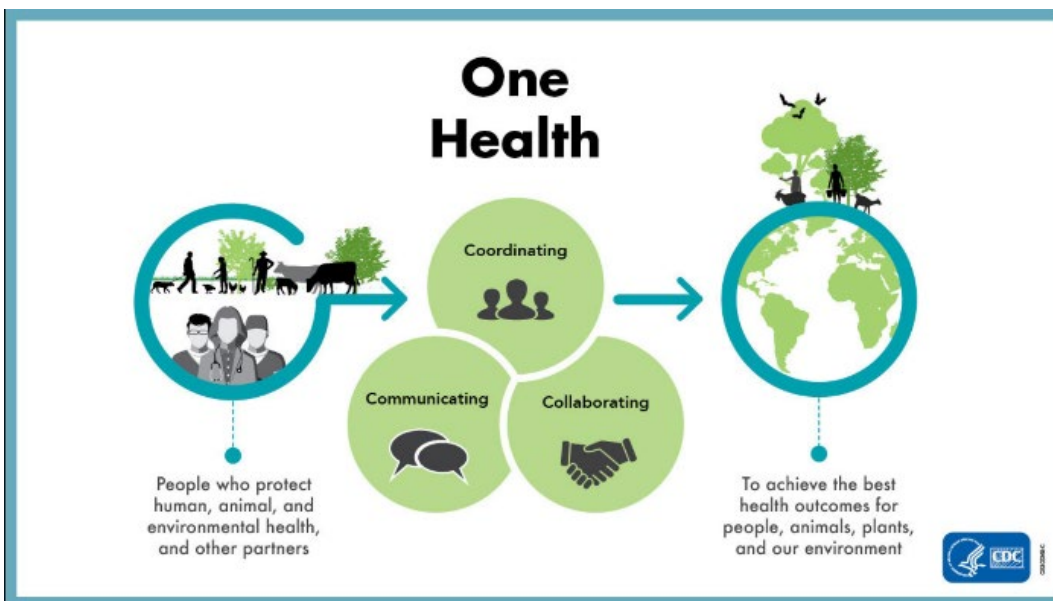 One
Health
Coordinating
Communicating
Collaborating
People who protect
human, animal, and
environmental health,
and other partners
To achieve the best
health outcomes for
people, animals, plants,
and our environment
CDC